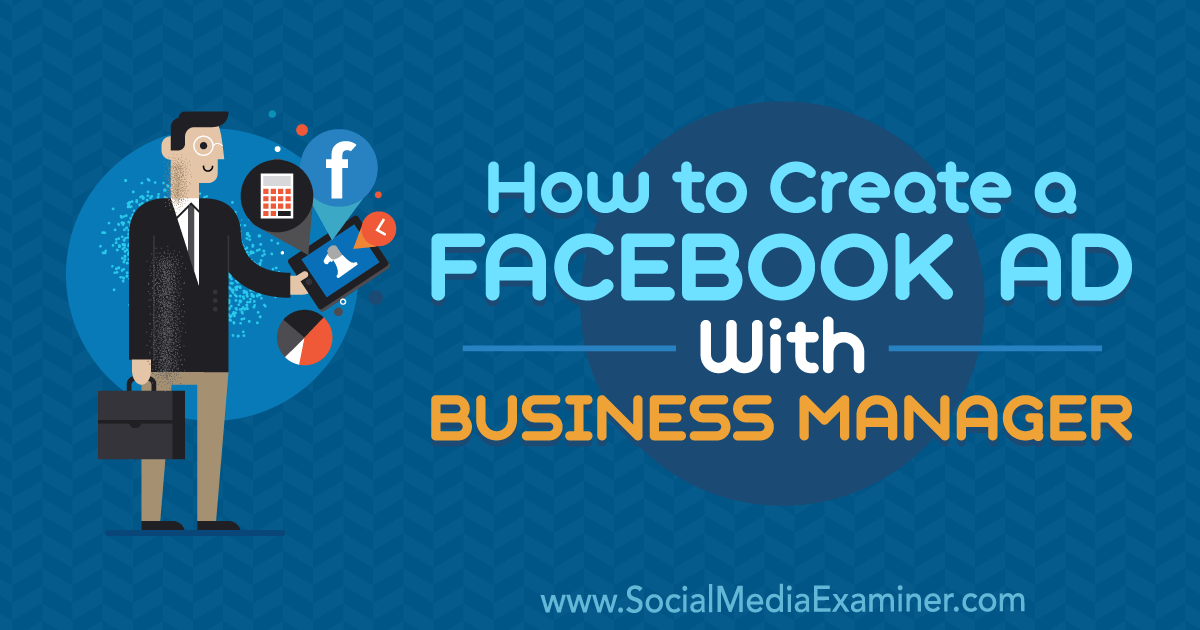 f
How to Create a
FACEBOOK AD
With
BUSINESS MANAGER
www.SocialMediaExaminer.com